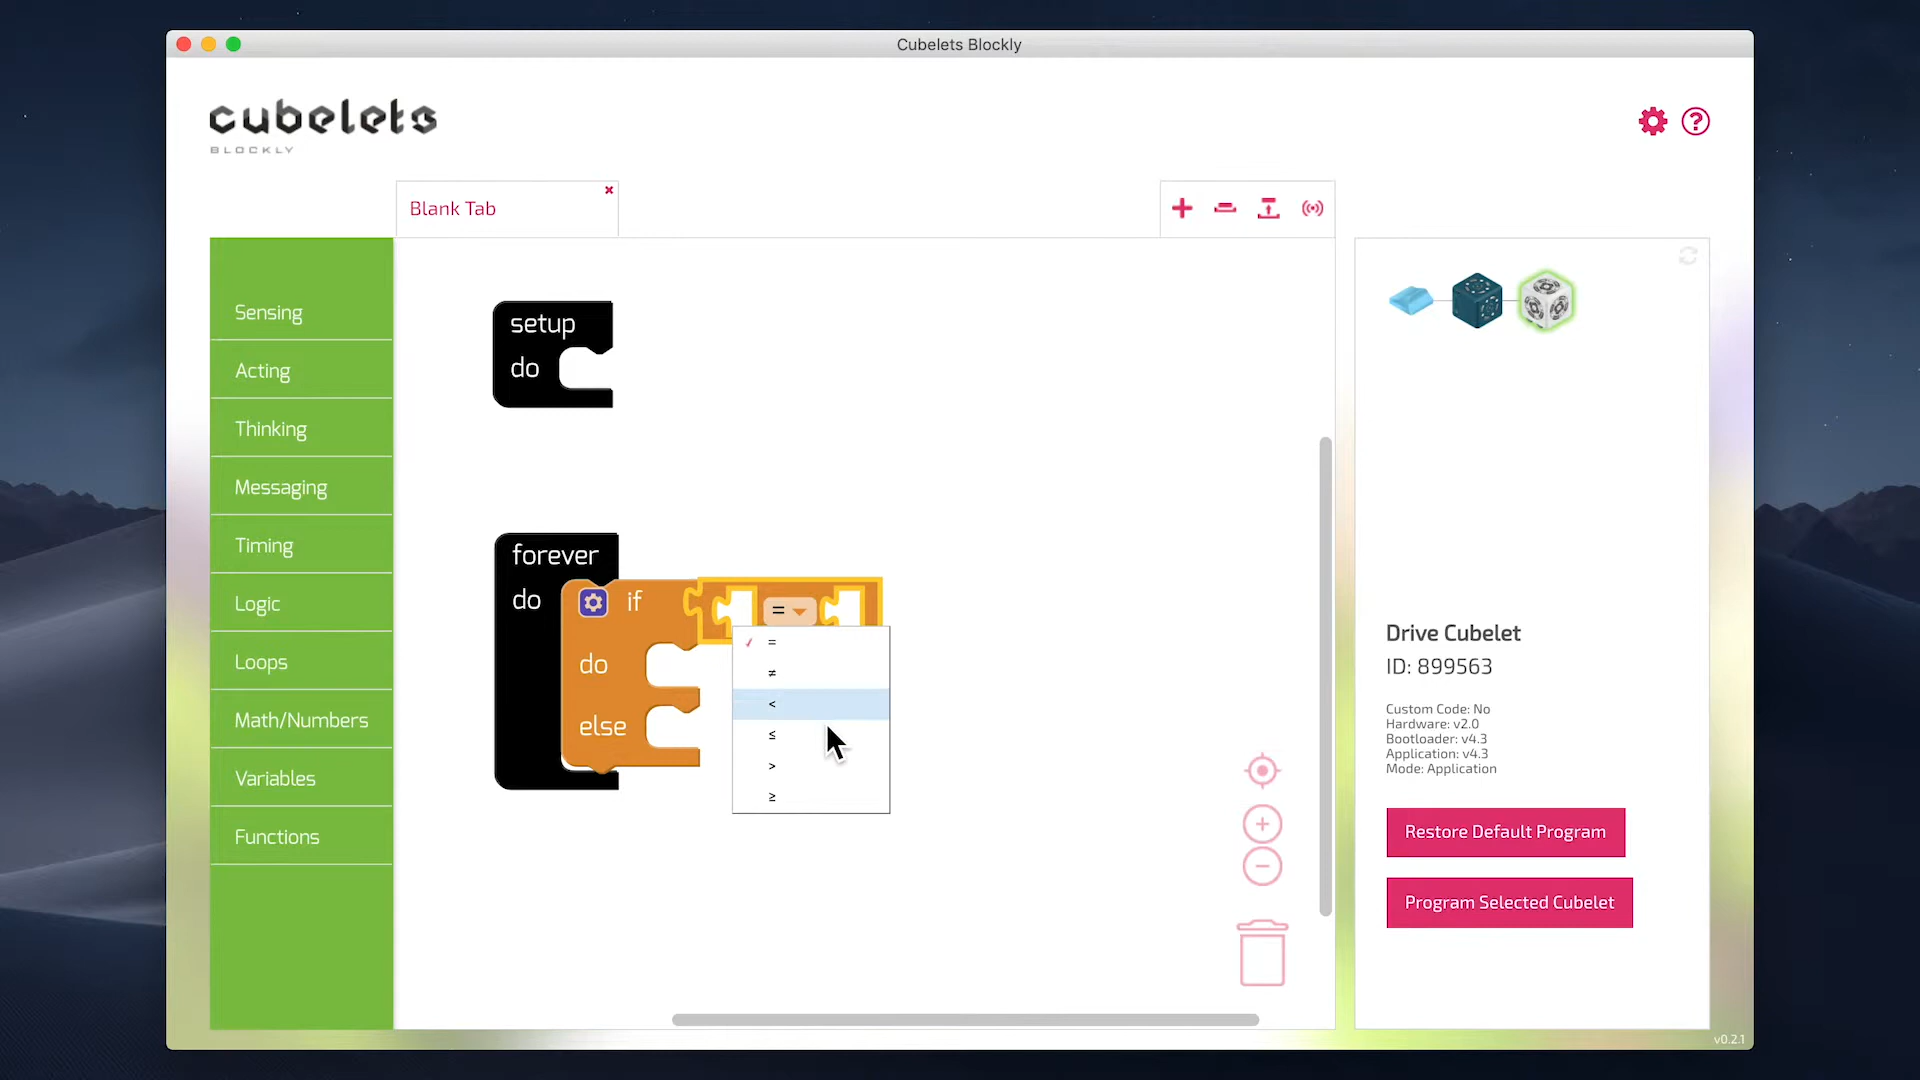 Cubelets Blockly
cubelets
BLOCKLY
Blank Tab
Sensing
Acting
Thinking
Messaging
Timing
Logic
Loops
Math/Numbers
Variables
Functions
setup
do
forever
do
if
=
do
else
✓ =
≠
<
≤
>
≥
Drive Cubelet
ID: 899563
Custom Code: No
Hardware: v2.0
Bootloader: v4.3
Application: v4.3
Mode: Application
Restore Default Program
Program Selected Cubelet
v0.2.1